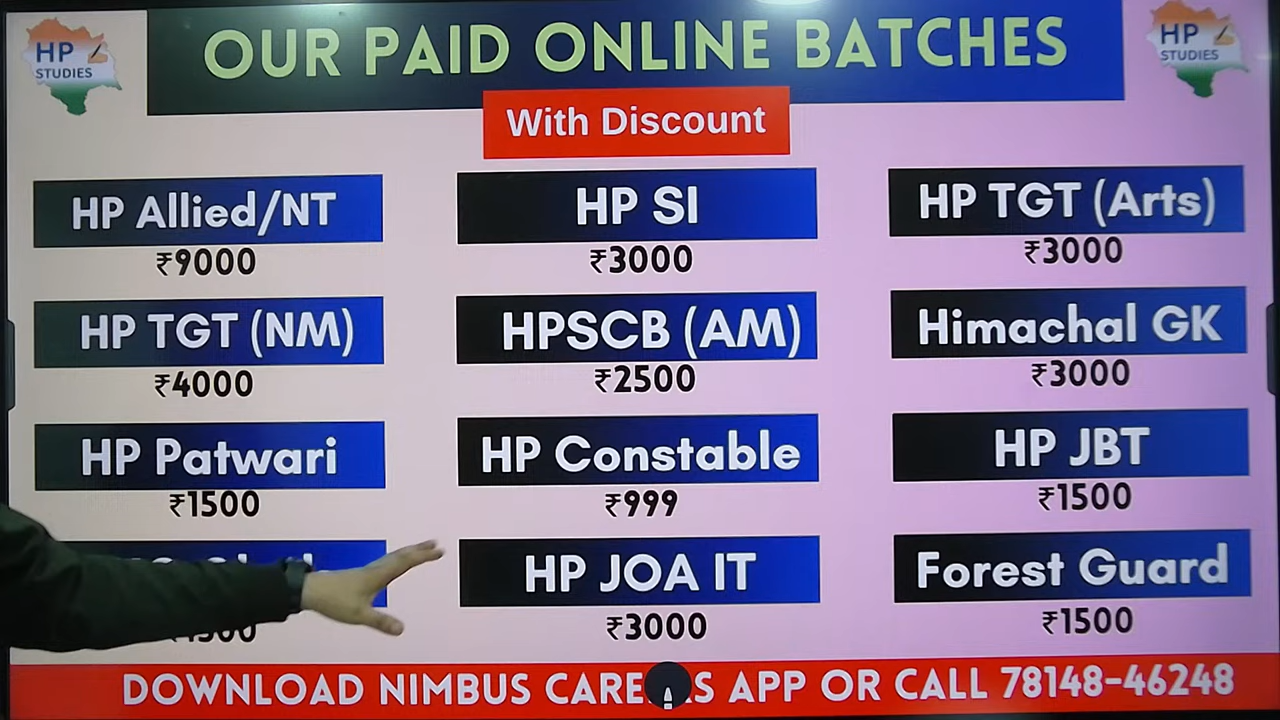 HP STUDIES
OUR PAID ONLINE BATCHES
HP STUDIES
With Discount
HP Allied/NT
₹9000
HP SI
₹3000
HP TGT (Arts)
₹3000
HP TGT (NM)
₹4000
HPSCB (AM)
₹2500
Himachal GK
₹3000
HP Patwari
₹1500
HP Constable
₹999
HP JBT
₹1500
HP JOA IT
₹3000
Forest Guard
₹1500
DOWNLOAD NIMBUS APP OR CALL 78148-46248